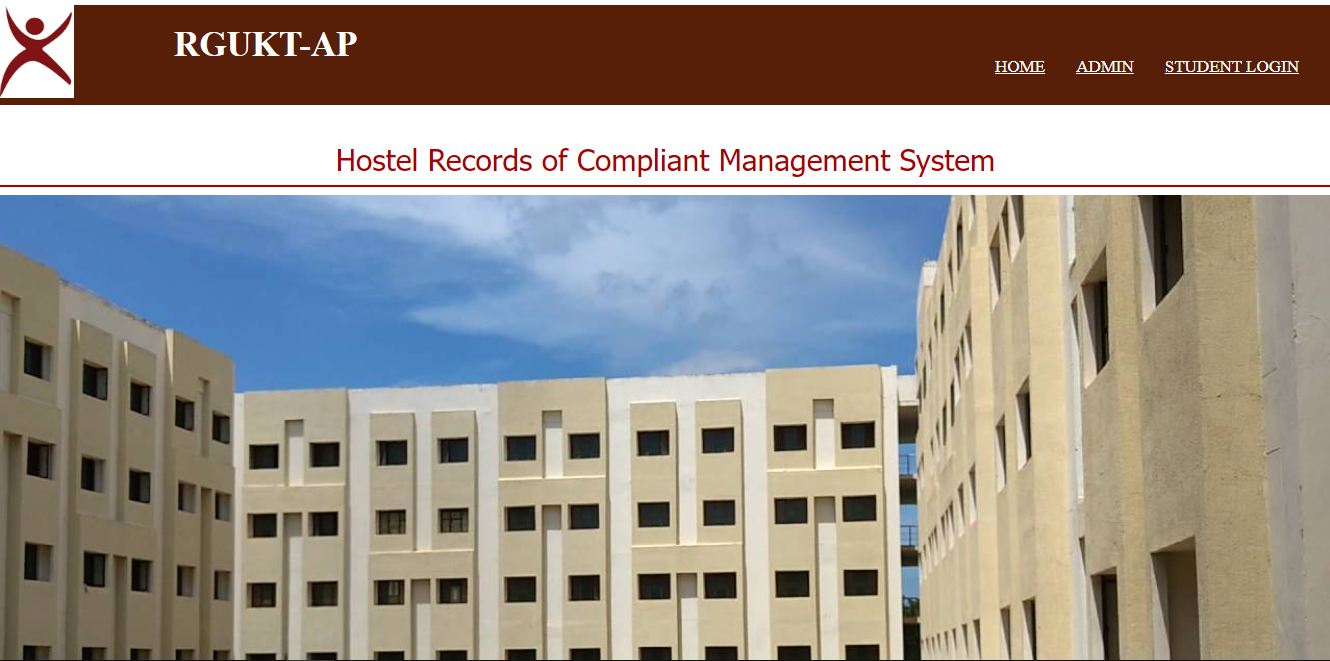 RGUKT-AP
HOME ADMIN STUDENT LOGIN
Hostel Records of Compliant Management System